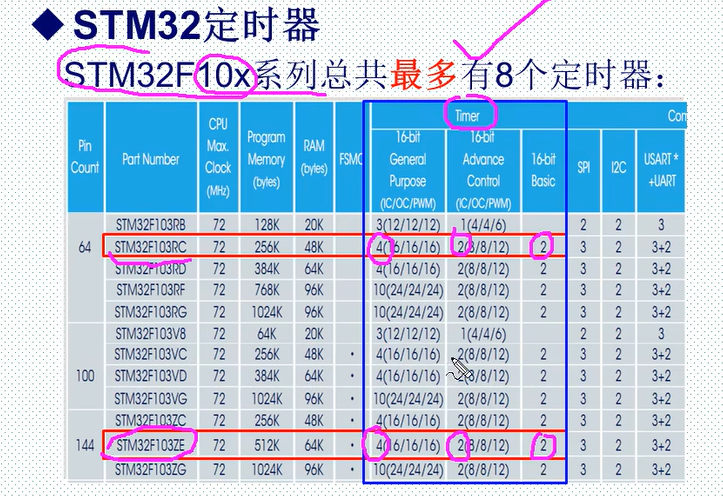 ◆ STM32定时器
STM32F10x系列总共最多有8个定时器：
Timer Con
Pin Count Part Number CPU Max. Clock (MHz) Program Memory (bytes) RAM (bytes) FSMC 16-bit General Purpose (IC/OC/PWM) 16-bit Advance Control (IC/OC/PWM) 16-bit Basic SPI I2C USART * +UART
STM32F103RB 72 128K 20K 3(12/12/12) 1(4/4/6) 2 2 3
64 STM32F103RC 72 256K 48K 4(16/16/16) 2(8/8/12) 2 3 2 3+2
STM32F103RD 72 384K 64K 4(16/16/16) 2(8/8/12) 2 3 2 3+2
STM32F103RF 72 768K 96K 10(24/24/24) 2(8/8/12) 2 3 2 3+2
STM32F103RG 72 1024K 96K 10(24/24/24) 2(8/8/12) 2 3 2 3+2
STM32F103V8 72 64K 20K 3(12/12/12) 1(4/4/6) 2 2 3
STM32F103VC 72 256K 48K • 4(16/16/16) 2(8/8/12) 2 3 2 3+2
100 STM32F103VD 72 384K 64K • 4(16/16/16) 2(8/8/12) 2 3 2 3+2
STM32F103VG 72 1024K 96K • 10(24/24/24) 2(8/8/12) 2 3 2 3+2
STM32F103ZC 72 256K 48K • 4(16/16/16) 2(8/8/12) 2 3 2 3+2
144 STM32F103ZE 72 512K 64K • 4(16/16/16) 2(8/8/12) 2 3 2 3+2
STM32F103ZG 72 1024K 96K • 10(24/24/24) 2(8/8/12) 2 3 2 3+2